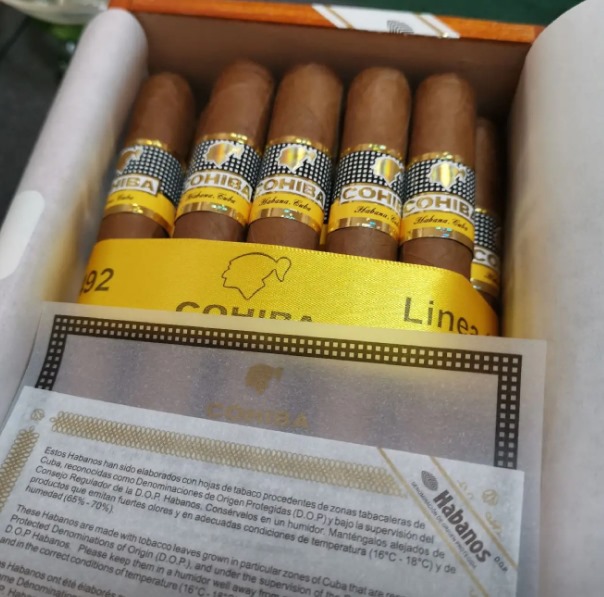 COHIBA
Habana, Cuba
COHIBA
Habana, Cuba
COHIBA
Habana, Cuba
COHIBA
Habana, Cuba
COHIBA
Habana, Cuba
CO
92
COHIBA
Linea
COHIBA
Estos Habanos han sido elaborados con hojas de tabaco procedentes de zonas tabacaleras de
Cuba, reconocidas como Denominaciones de Origen Protegidas (D.O.P.) y bajo la supervisión del
Consejo Regulador de la D.O.P. Habanos. Consérvelos en un humidor. Manténgalos alejados de
productos que emitan fuertes olores y en adecuadas condiciones de temperatura (16°C - 18°C) y de
humedad (65% - 70%).
Habanos
D.O.P.
These Habanos are made with tobacco leaves grown in particular zones of Cuba that are
Protected Denominations of Origin (D.O.P.), and under the supervision of the
D.O.P Habanos. Please keep them in a humidor well away from
and in the correct conditions of temperature (16°C - 18°
Habanos ont été élaborés